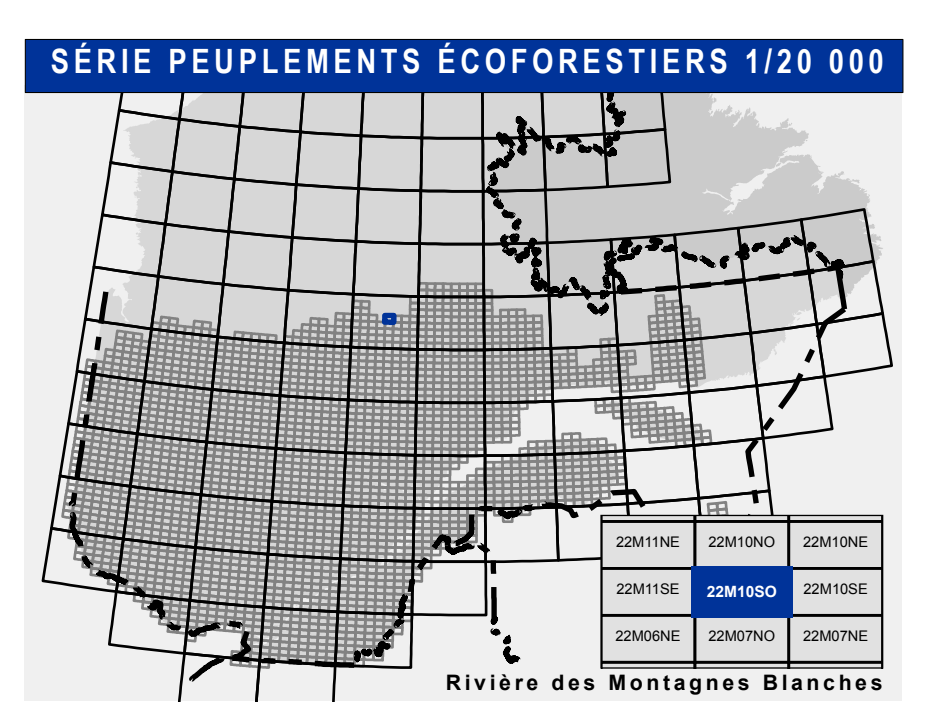 SÉRIE PEUPLEMENTS ÉCOFORESTIERS 1/20 000
22M11NE 22M10NO 22M10NE
22M11SE 22M10SO 22M10SE
22M06NE 22M07NO 22M07NE
Rivière des Montagnes Blanches